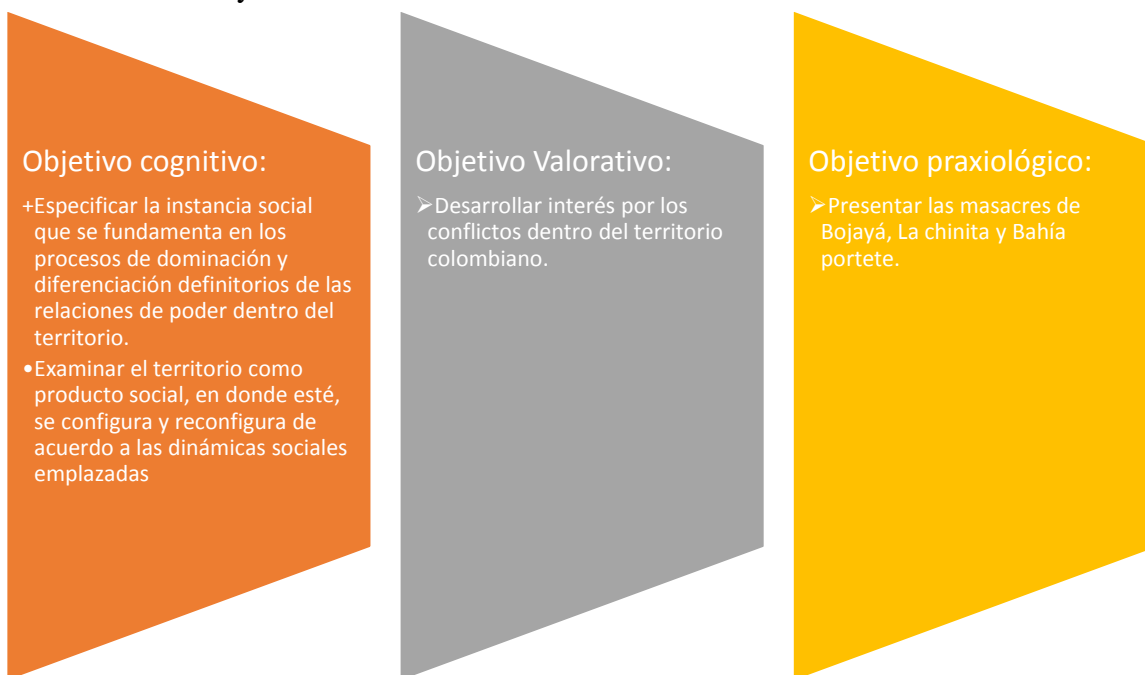 Objetivo cognitivo:
+Especificar la instancia social
que se fundamenta en los
procesos de dominación y
diferenciación definitorios de las
relaciones de poder dentro del
territorio.
•Examinar el territorio como
producto social, en donde esté,
se configura y reconfigura de
acuerdo a las dinámicas sociales
emplazadas
Objetivo Valorativo:
➢Desarrollar interés por los
conflictos dentro del territorio
colombiano.
Objetivo praxiológico:
➢Presentar las masacres de
Bojayá, La chinita y Bahía
portete.